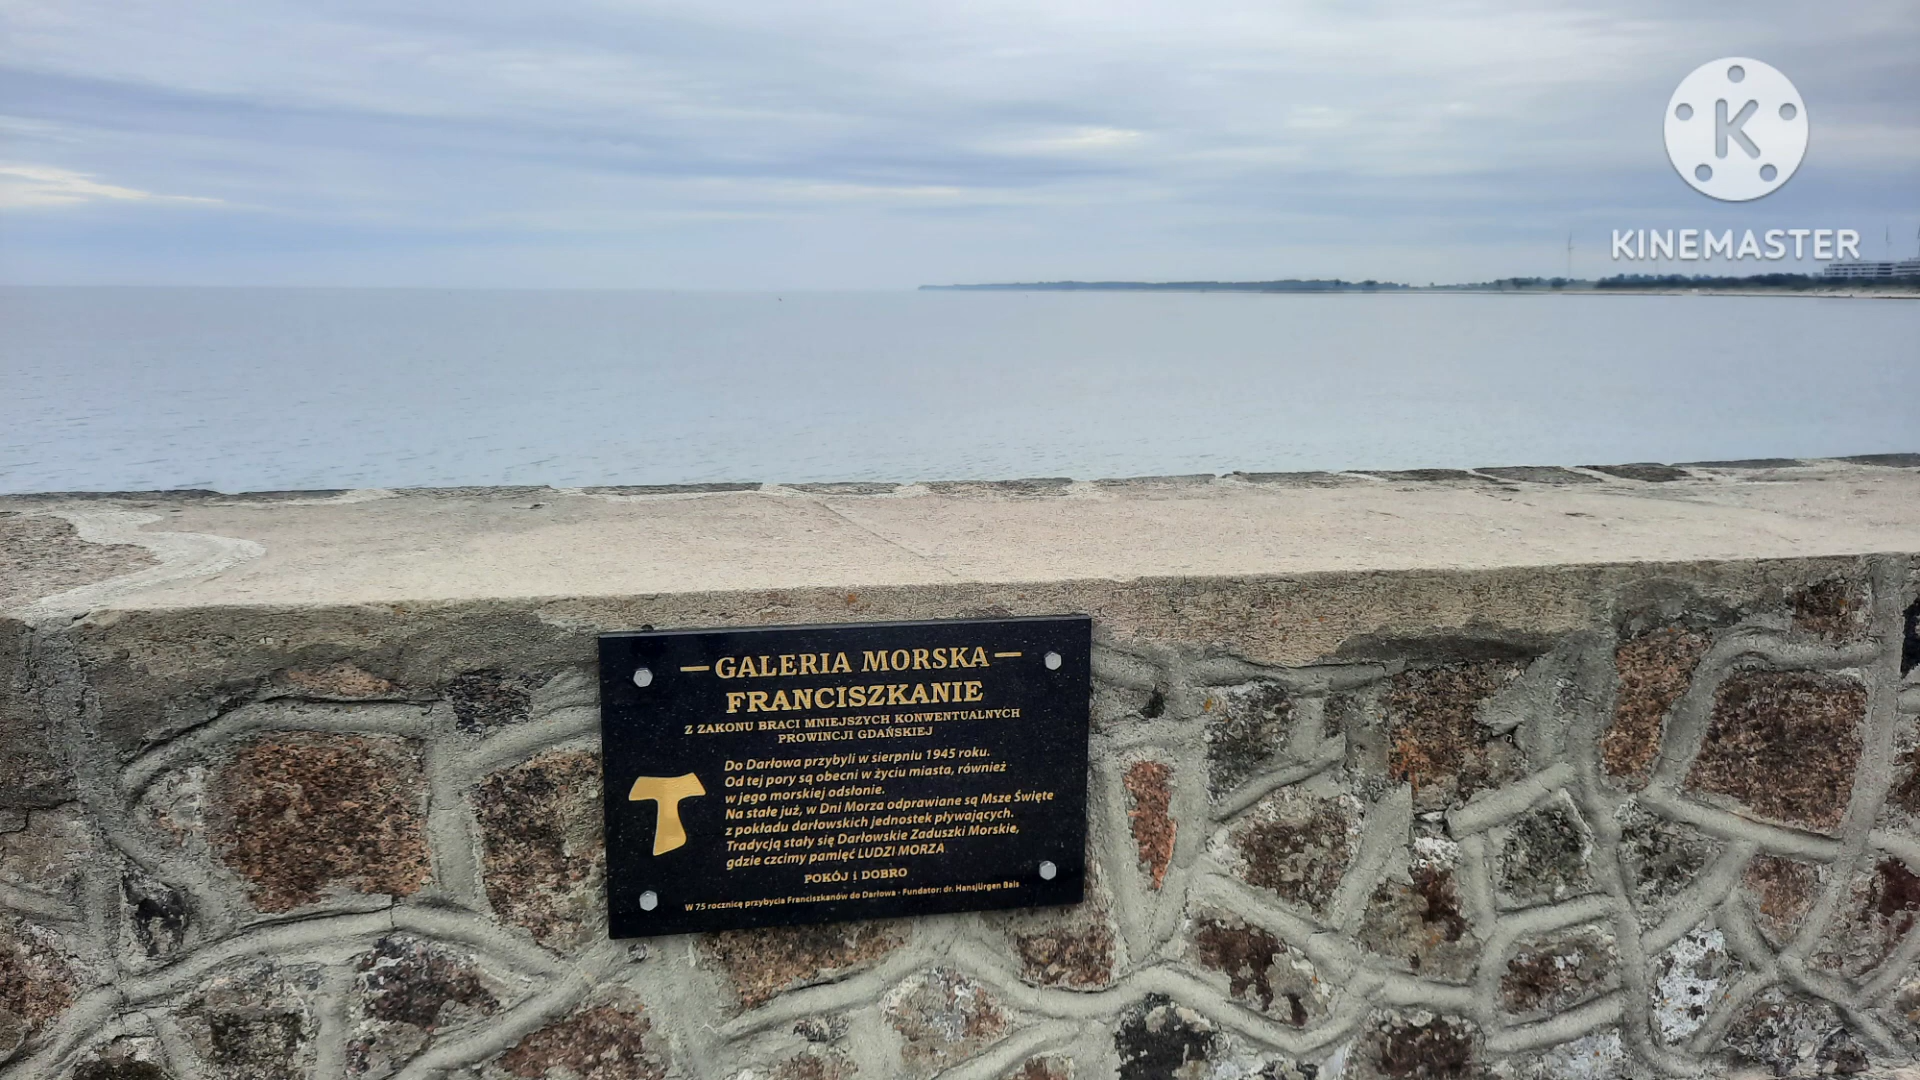 K
KINEMASTER
GALERIA MORSKA
FRANCISZKANIE
Z ZAKONU BRACI MNIEJSZYCH KONWENTUALNYCH
PROWINCJI GDAŃSKIEJ
Do Darłowa przybyli w sierpniu 1945 roku.
Od tej pory są obecni w życiu miasta, również
w jego morskiej odsłonie.
Na stałe już, w Dni Morza odprawiane są Msze Święte
z pokładu darłowskich jednostek pływających.
Tradycją stały się Darłowskie Zaduszki Morskie,
gdzie czcimy pamięć LUDZI MORZA
POKÓJ i DOBRO
W 75 rocznicę przybycia Franciszkanów do Darłowa - Fundator: dr. Hansjürgen Bals